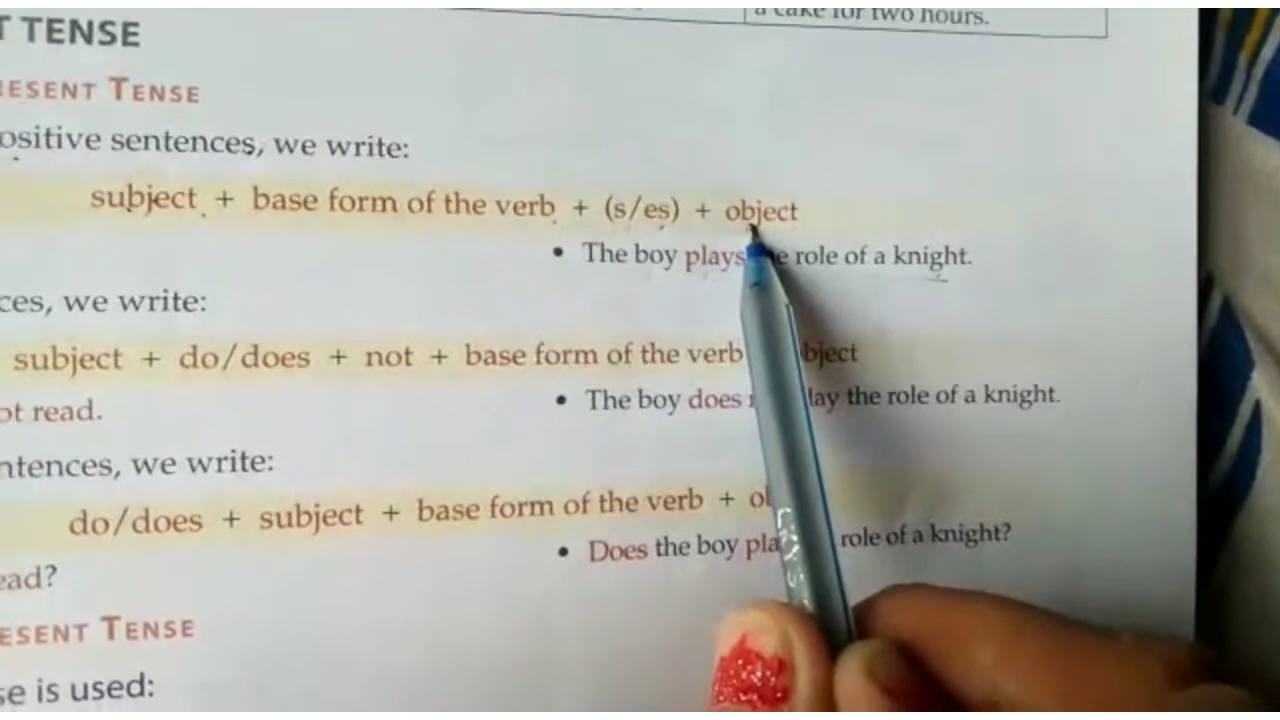 a cake for two hours.
T TENSE
ESENT TENSE
ositive sentences, we write:
subject + base form of the verb + (s/es) + object
• The boy plays role of a knight.
ces, we write:
subject + do/does + not + base form of the verb bject
• The boy does lay the role of a knight.
ot read.
ntences, we write:
do/does + subject + base form of the verb +
• Does the boy role of a knight?
ead?
ESENT TENSE
se is used: